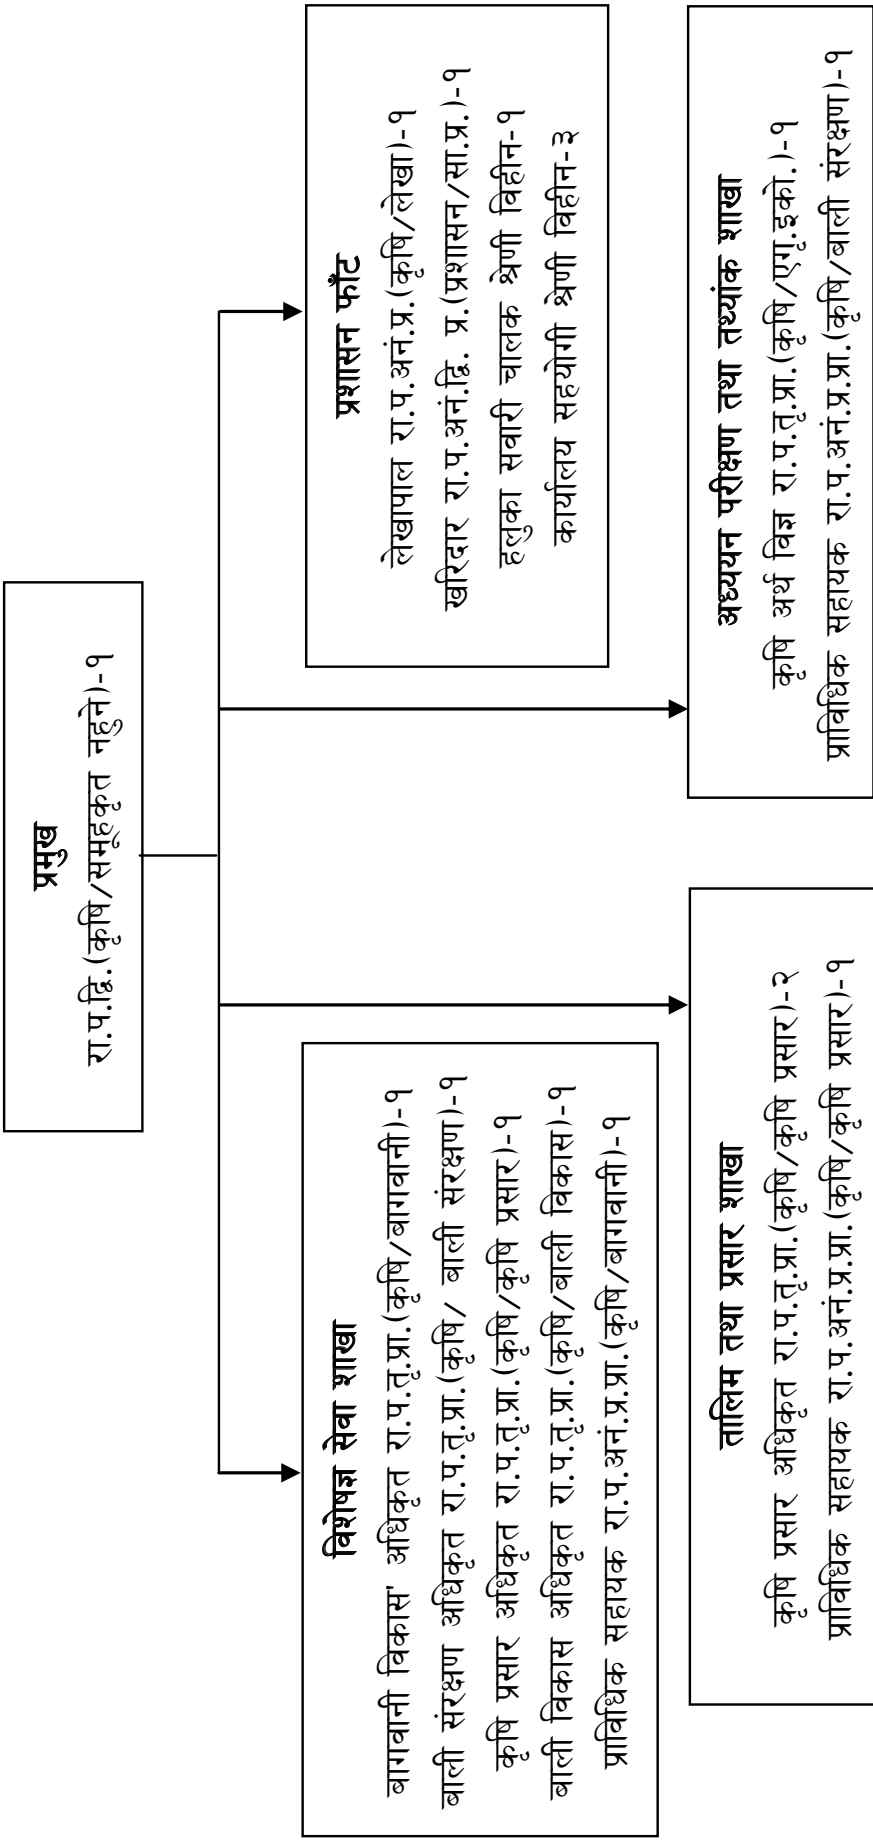 प्रमुख
रा.प.द्वि.(कृषि/समूहकृत नहुने)-१
विशेषज्ञ सेवा शाखा
बागवानी विकास' अधिकृत रा.प.तृ.प्रा.(कृषि/बागवानी)-१
बाली संरक्षण अधिकृत रा.प.तृ.प्रा.(कृषि/ बाली संरक्षण)-१
कृषि प्रसार अधिकृत रा.प.तृ.प्रा.(कृषि/कृषि प्रसार)-१
बाली विकास अधिकृत रा.प.तृ.प्रा.(कृषि/बाली विकास)-१
प्राविधिक सहायक रा.प.अनं.प्र.प्रा.(कृषि/बागवानी)-१
प्रशासन फाँट
लेखापाल रा.प.अनं.प्र.(कृषि/लेखा)-१
खरिदार रा.प.अनं.द्वि. प्र.(प्रशासन/सा.प्र.)-१
हलुका सवारी चालक श्रेणी विहीन-१
कार्यालय सहयोगी श्रेणी विहीन-३
तालिम तथा प्रसार शाखा
कृषि प्रसार अधिकृत रा.प.तृ.प्रा.(कृषि/कृषि प्रसार)-२
प्राविधिक सहायक रा.प.अनं.प्र.प्रा.(कृषि/कृषि प्रसार)-१
अध्ययन परीक्षण तथा तथ्यांक शाखा
कृषि अर्थ विज्ञ रा.प.तृ.प्रा.(कृषि/एगृ.इको.)-१
प्राविधिक सहायक रा.प.अनं.प्र.प्रा.(कृषि/बाली संरक्षण)-१